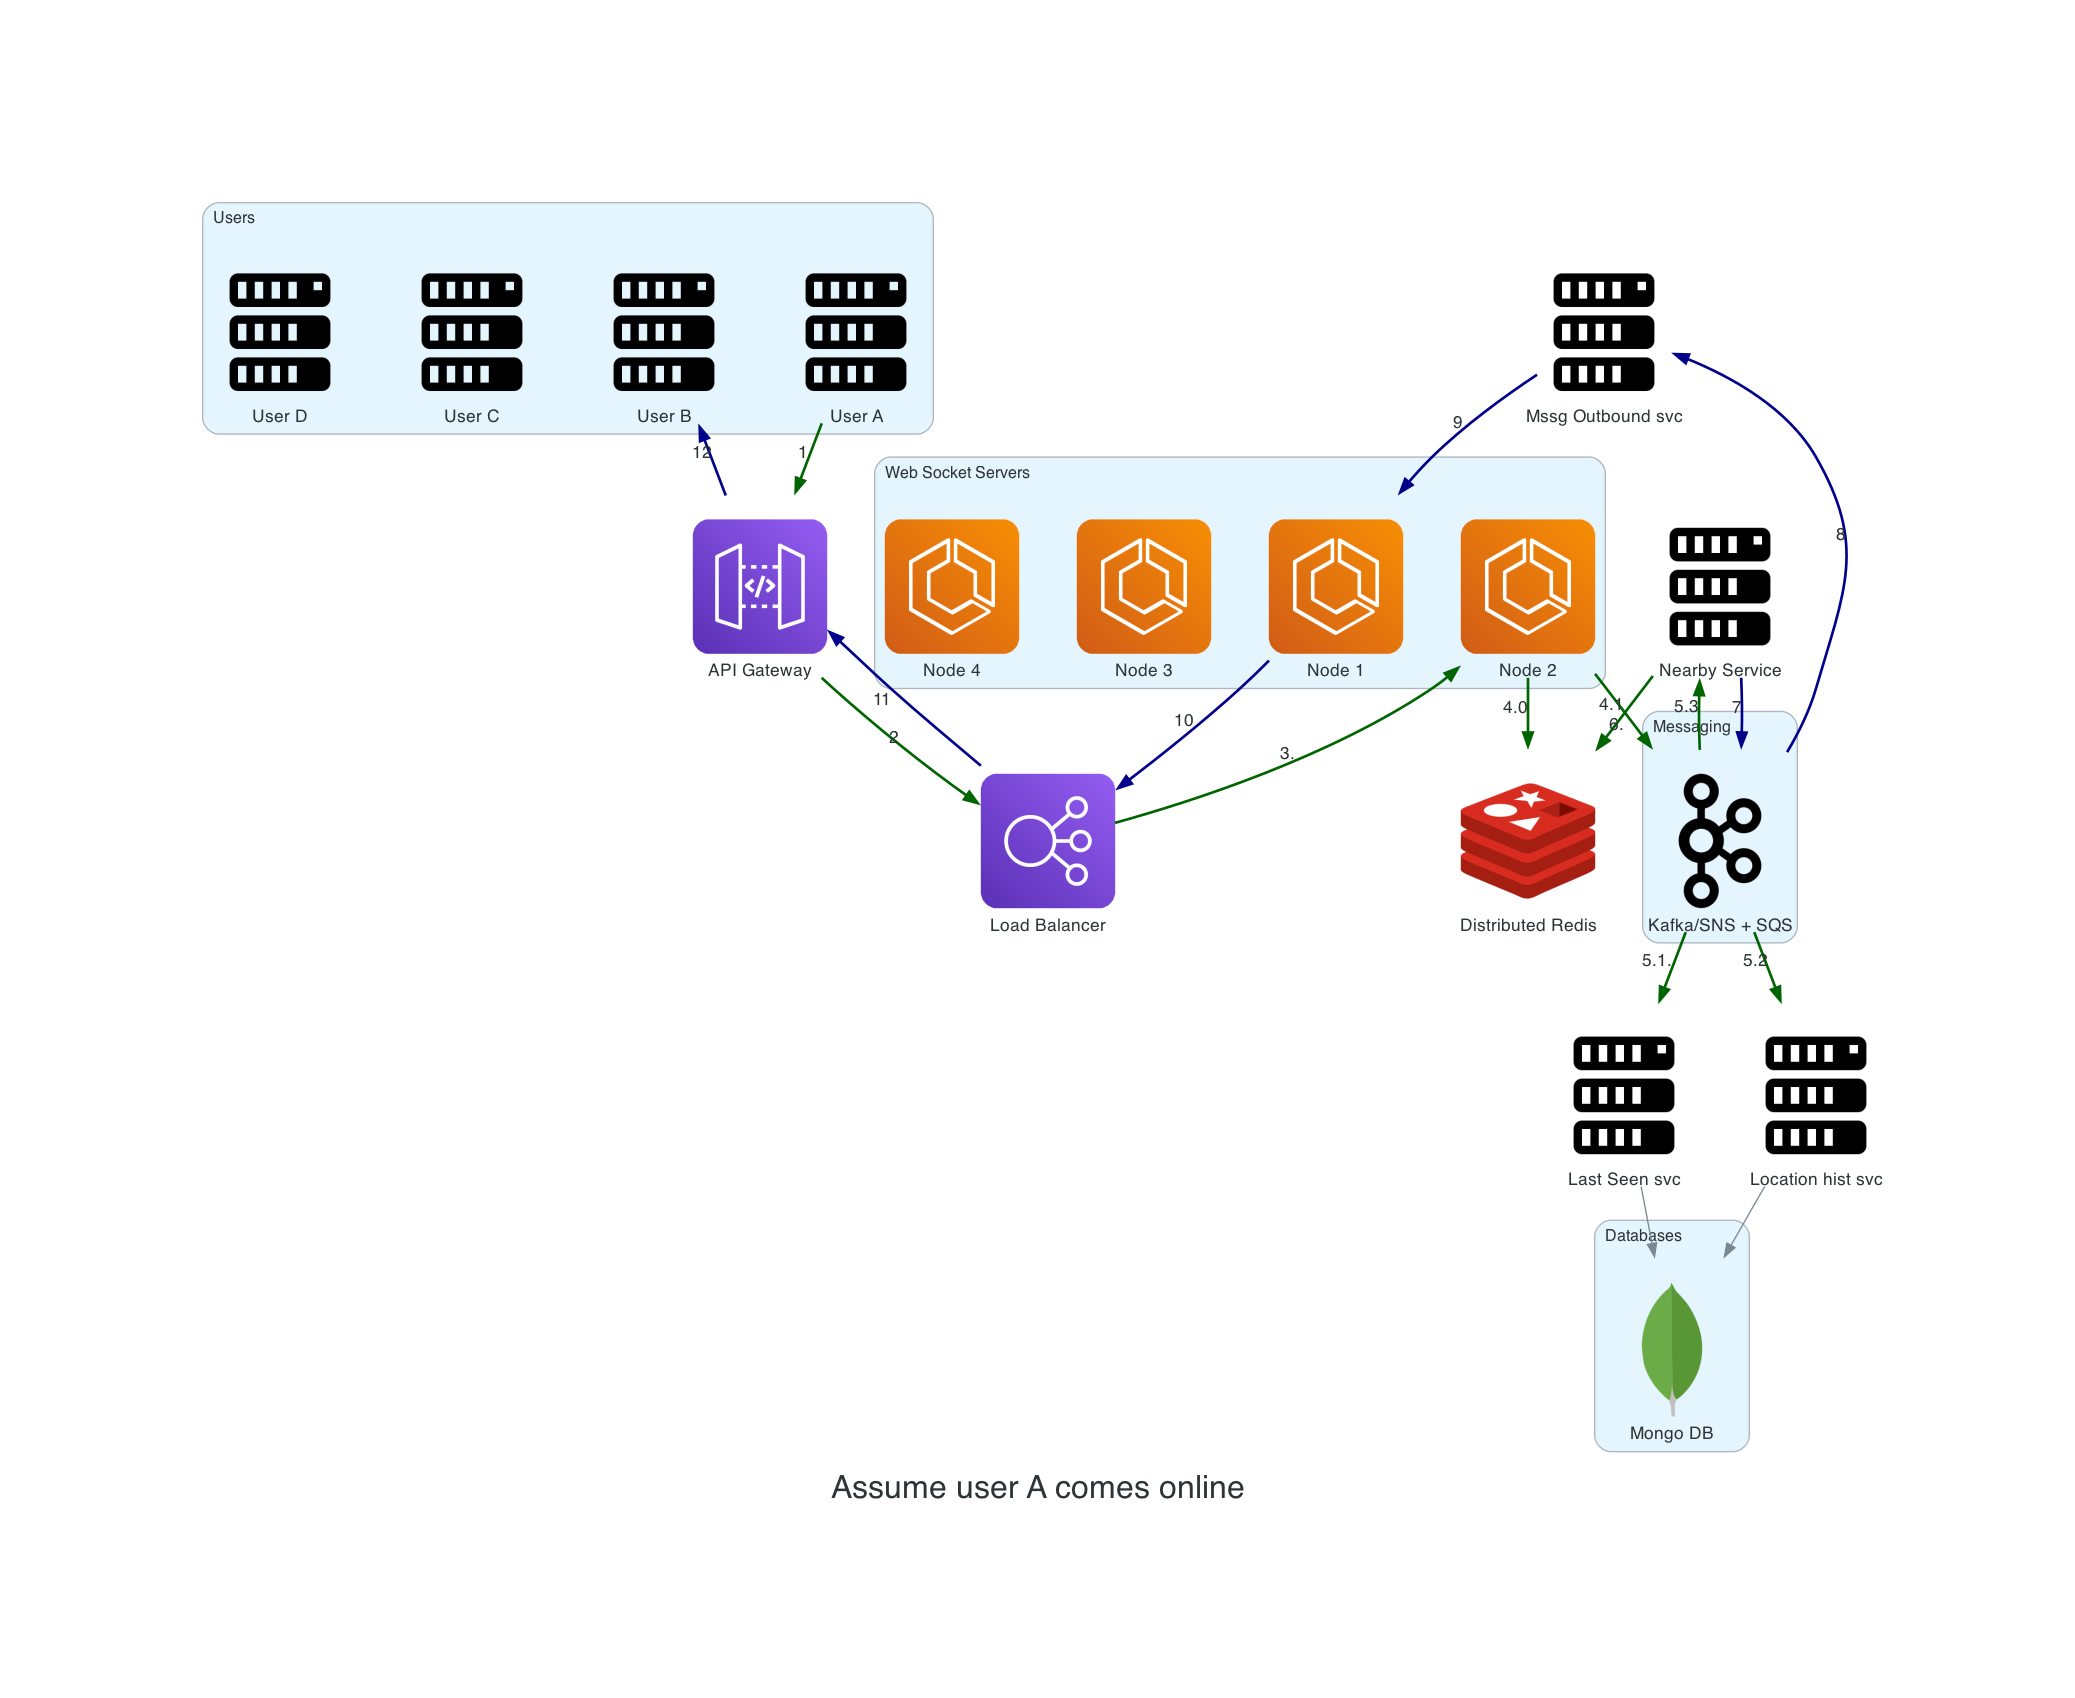 Users
User D
User C
User B
User A
Mssg Outbound svc
12
1
9
Web Socket Servers
8
API Gateway
Node 4
Node 3
Node 1
Node 2
Nearby Service
11
10
4.0
4.1
5.3
7
6.
Messaging
2
3.
Load Balancer
Distributed Redis
Kafka/SNS + SQS
5.1.
5.2
Last Seen svc
Location hist svc
Databases
Mongo DB
Assume user A comes online